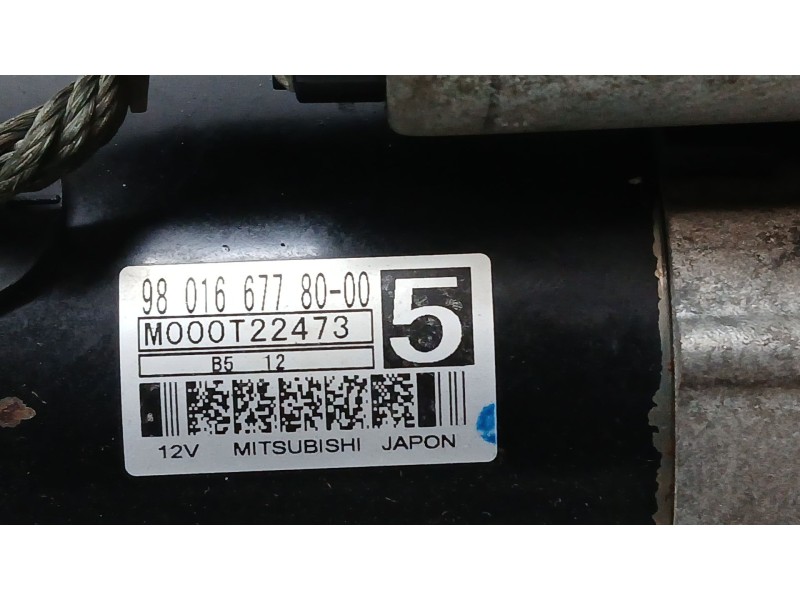 98 016 677 80-00
M000T22473
5
B5 12
12V MITSUBISHI JAPON